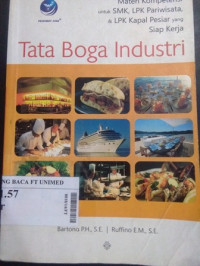 Materi Kompetensi
untuk SMK, LPK Pariwisata,
& LPK Kapal Pesiar yang
Siap Kerja
Tata Boga Industri
NG BACA FT UNIMED
1.57
r
Bartono P.H., S.E. | Ruffino E.M., S.E.